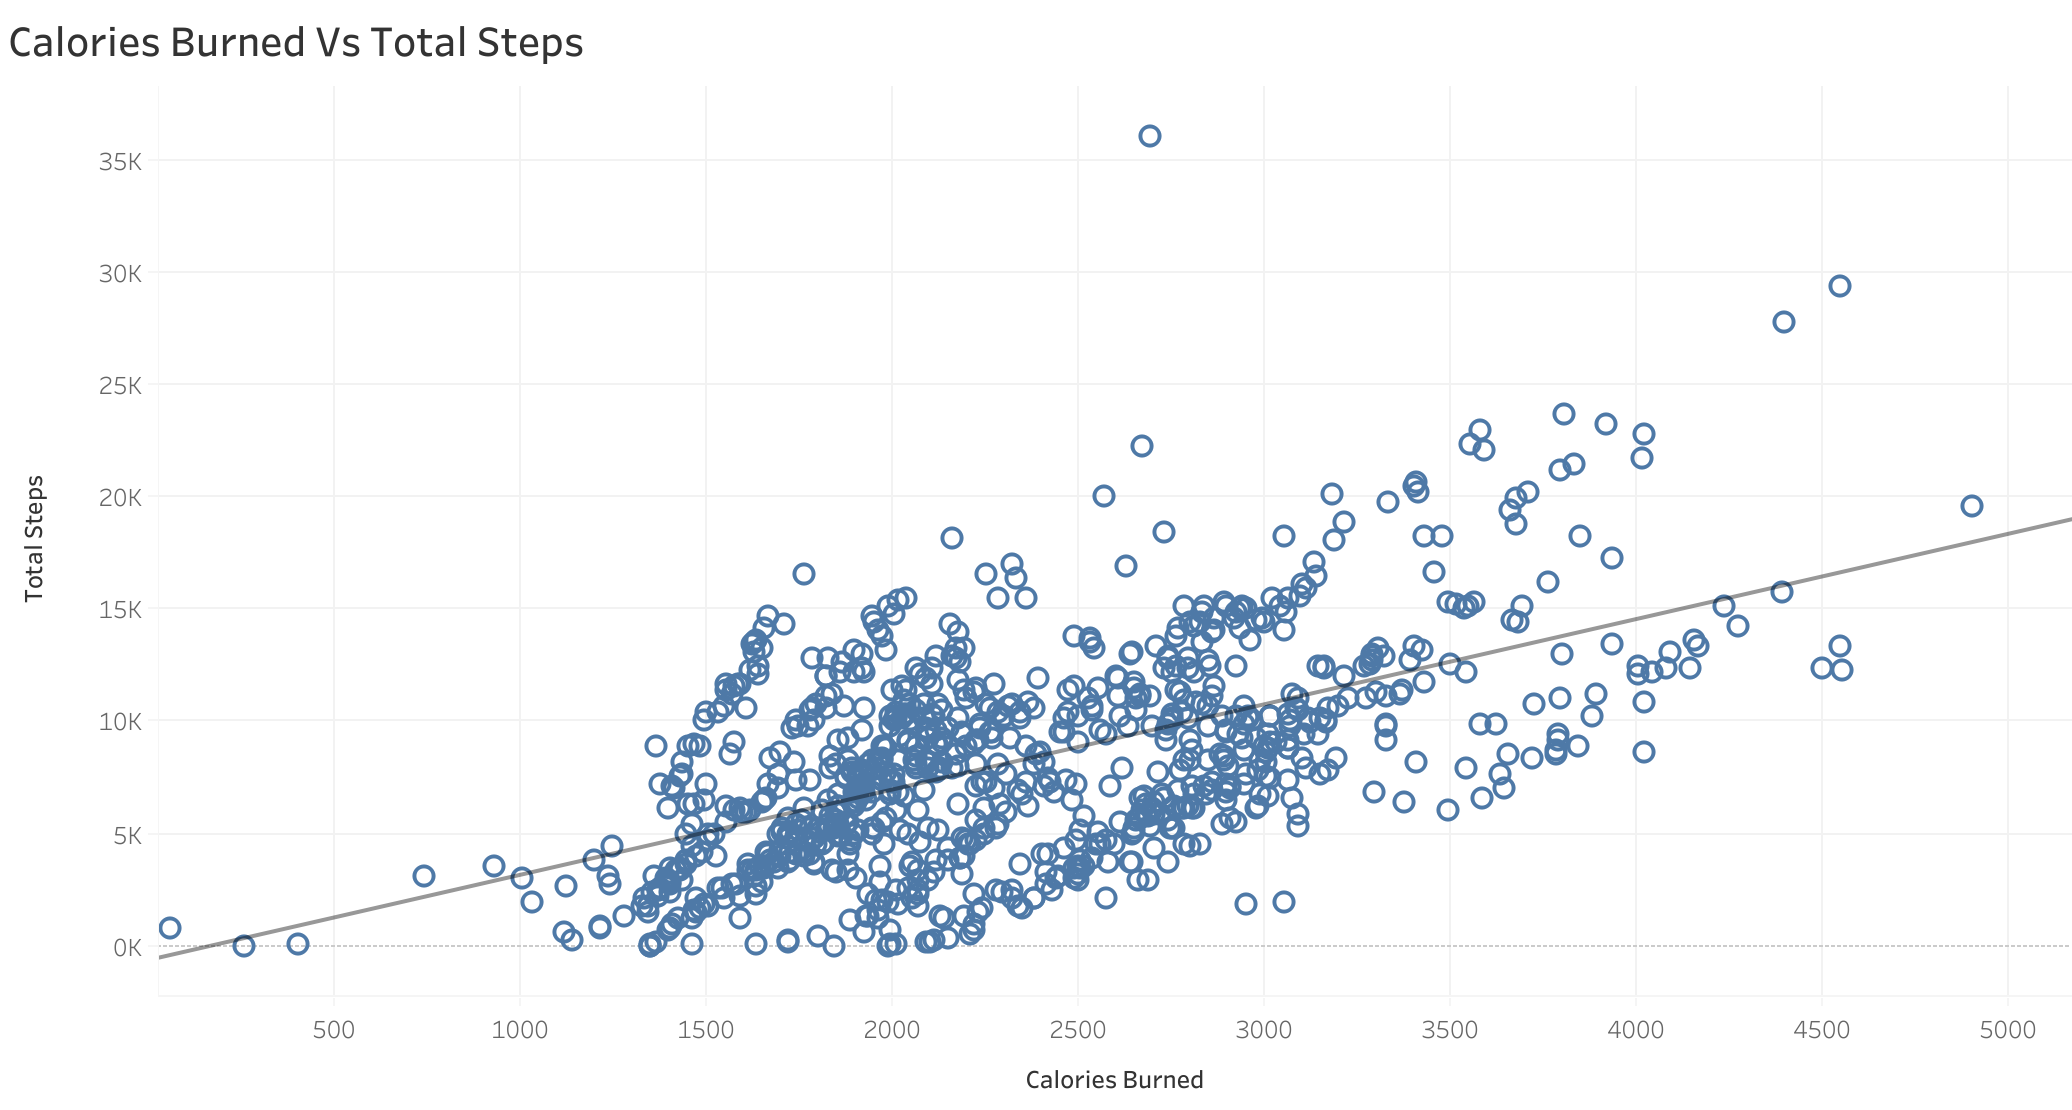 Calories Burned Vs Total Steps
35K
30K
25K
20K
15K
10K
5K
0K
Total Steps
500 1000 1500 2000 2500 3000 3500 4000 4500 5000
Calories Burned